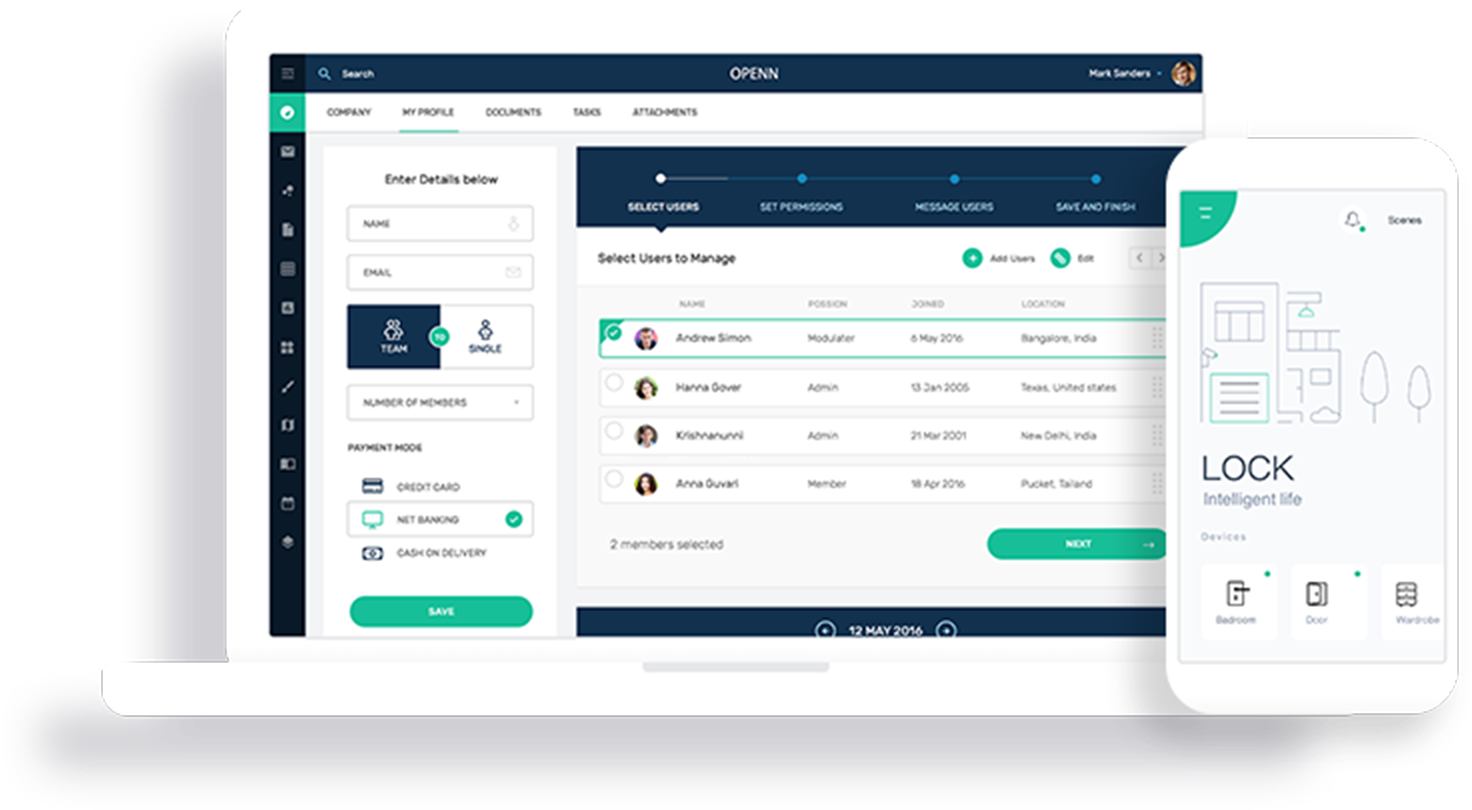 Search
OPENN
Mark Sanders
COMPANY MY PROFILE DOCUMENTS TASKS ATTACHMENTS
Enter Details below
NAME
EMAIL
TEAM TO SINGLE
NUMBER OF MEMBERS
PAYMENT MODE
CREDIT CARD
NET BANKING
CASH ON DELIVERY
SAVE
SELECT USERS SET PERMISSIONS MESSAGE USERS SAVE AND FINISH
Select Users to Manage Add Users Edit
NAME POSSION JOINED LOCATION
Andrew Simon Modulater 6 May 2016 Bangalore, India
Hanna Gover Admin 13 Jan 2005 Texas, United states
Krishnanunni Admin 21 Mar 2001 New Delhi, India
Anna Guvarl Member 18 Apr 2016 Pucket, Tailand
2 members selected NEXT →
12 MAY 2016
Scenes
LOCK
Intelligent life
Devices
Badroom Door Wardrobe